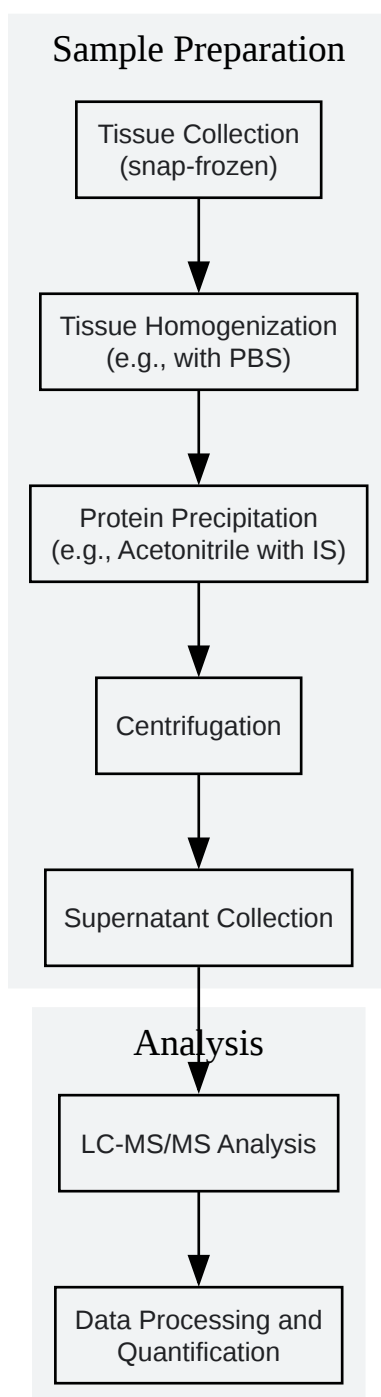 Sample Preparation
Tissue Collection
(snap-frozen)
Tissue Homogenization
(e.g., with PBS)
Protein Precipitation
(e.g., Acetonitrile with IS)
Centrifugation
Supernatant Collection
Analysis
LC-MS/MS Analysis
Data Processing and
Quantification